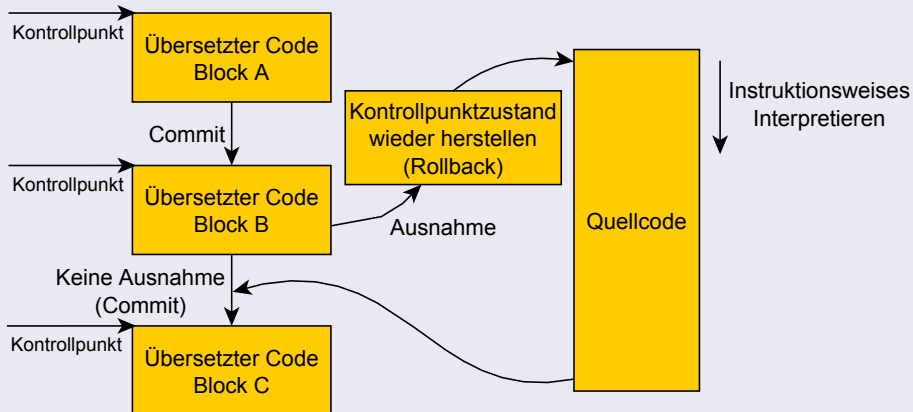 Kontrollpunkt
Übersetzter Code
Block A
Commit
Kontrollpunkt
Übersetzter Code
Block B
Kontrollpunktzustand
wieder herstellen
(Rollback)
Ausnahme
Keine Ausnahme
(Commit)
Kontrollpunkt
Übersetzter Code
Block C
Quellcode
Instruktionsweises
Interpretieren